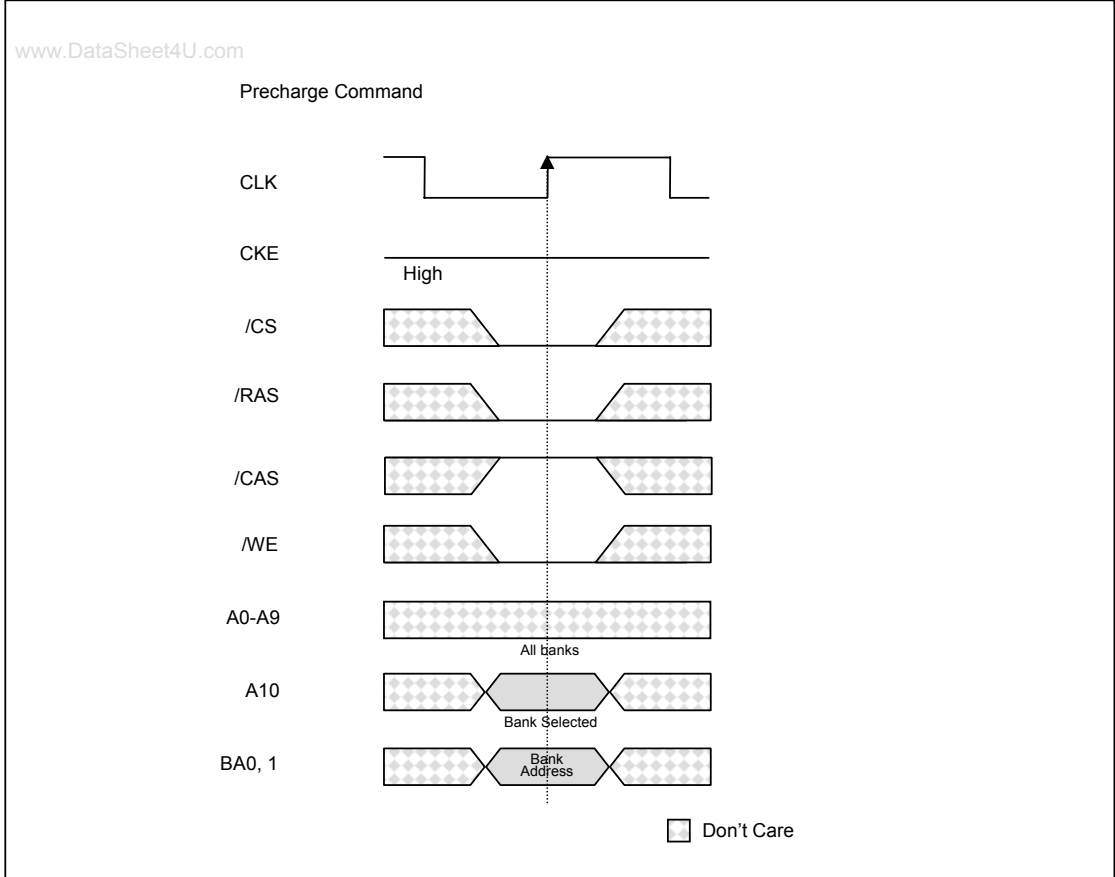 www.DataSheet4U.com
Precharge Command
CLK
CKE
High
/CS
/RAS
/CAS
/WE
A0-A9
All banks
A10
Bank Selected
BA0, 1
Bank
Address
Don't Care